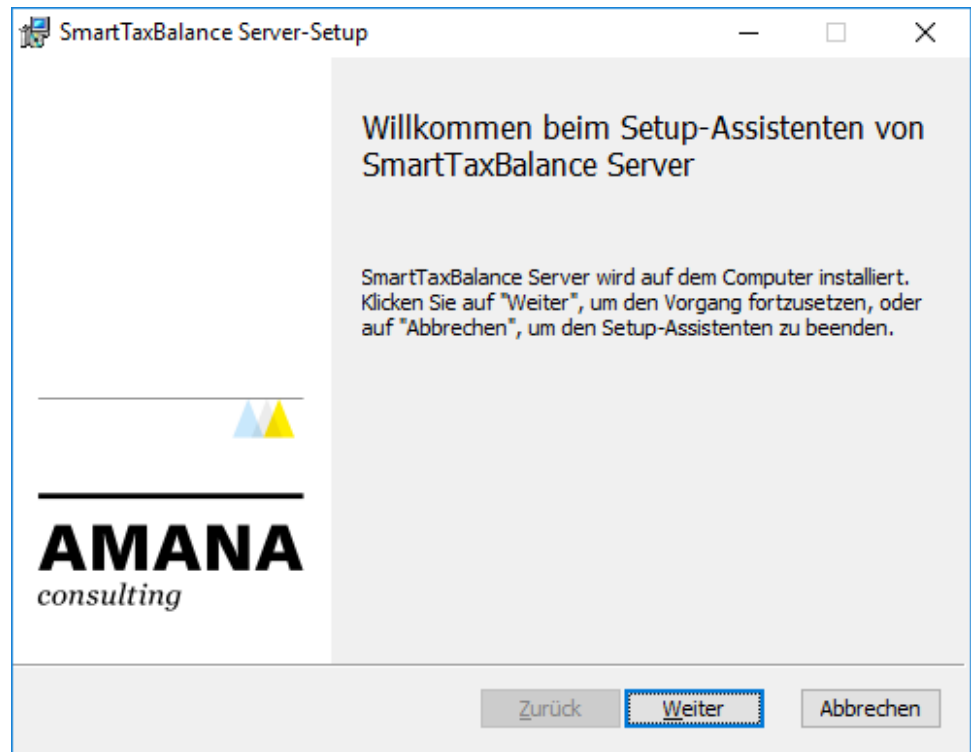 SmartTaxBalance Server-Setup
Willkommen beim Setup-Assistenten von
SmartTaxBalance Server
SmartTaxBalance Server wird auf dem Computer installiert.
Klicken Sie auf "Weiter", um den Vorgang fortzusetzen, oder
auf "Abbrechen", um den Setup-Assistenten zu beenden.
AMANA
consulting
Zurück Weiter Abbrechen